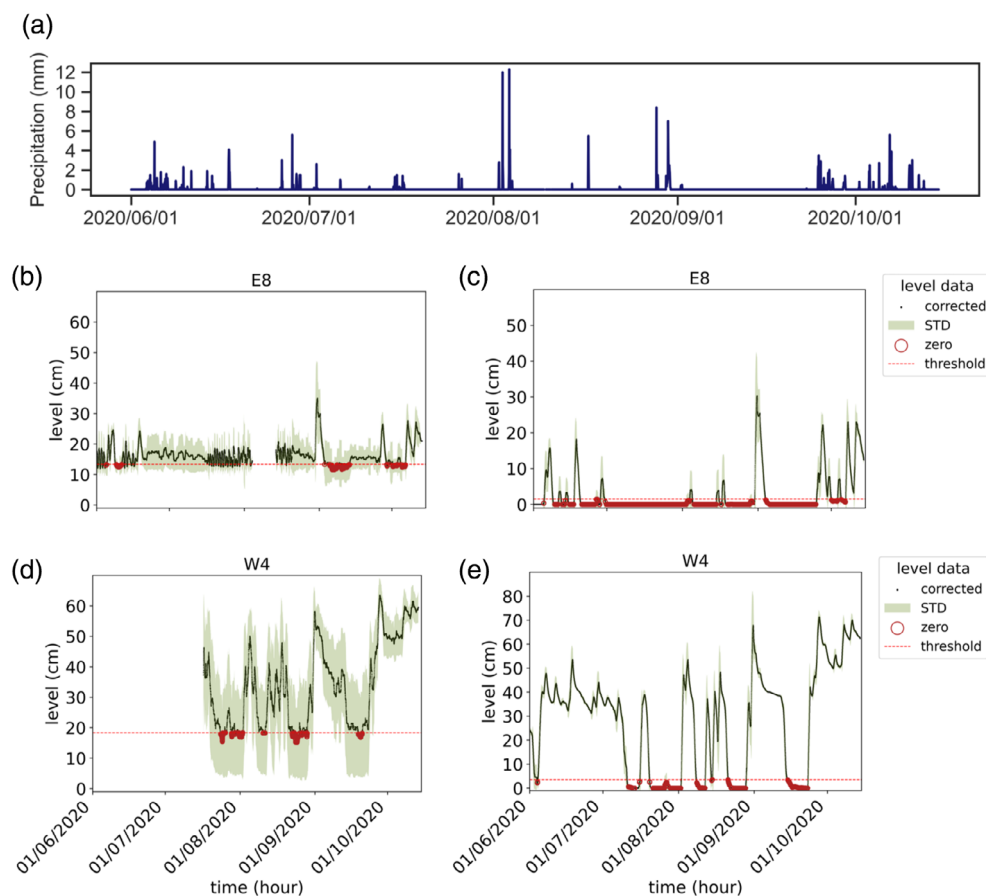 (a)
Precipitation (mm)
12
10
8
6
4
2
0
2020/06/01 2020/07/01 2020/08/01 2020/09/01 2020/10/01
(b)
E8
level (cm)
60
50
40
30
20
10
0
(c)
E8
level (cm)
50
40
30
20
10
0
level data
corrected
STD
zero
threshold
(d)
W4
level (cm)
60
50
40
30
20
10
0
01/06/2020 01/07/2020 01/08/2020 01/09/2020 01/10/2020
time (hour)
(e)
W4
level (cm)
80
70
60
50
40
30
20
10
0
01/06/2020 01/07/2020 01/08/2020 01/09/2020 01/10/2020
time (hour)
level data
corrected
STD
zero
threshold